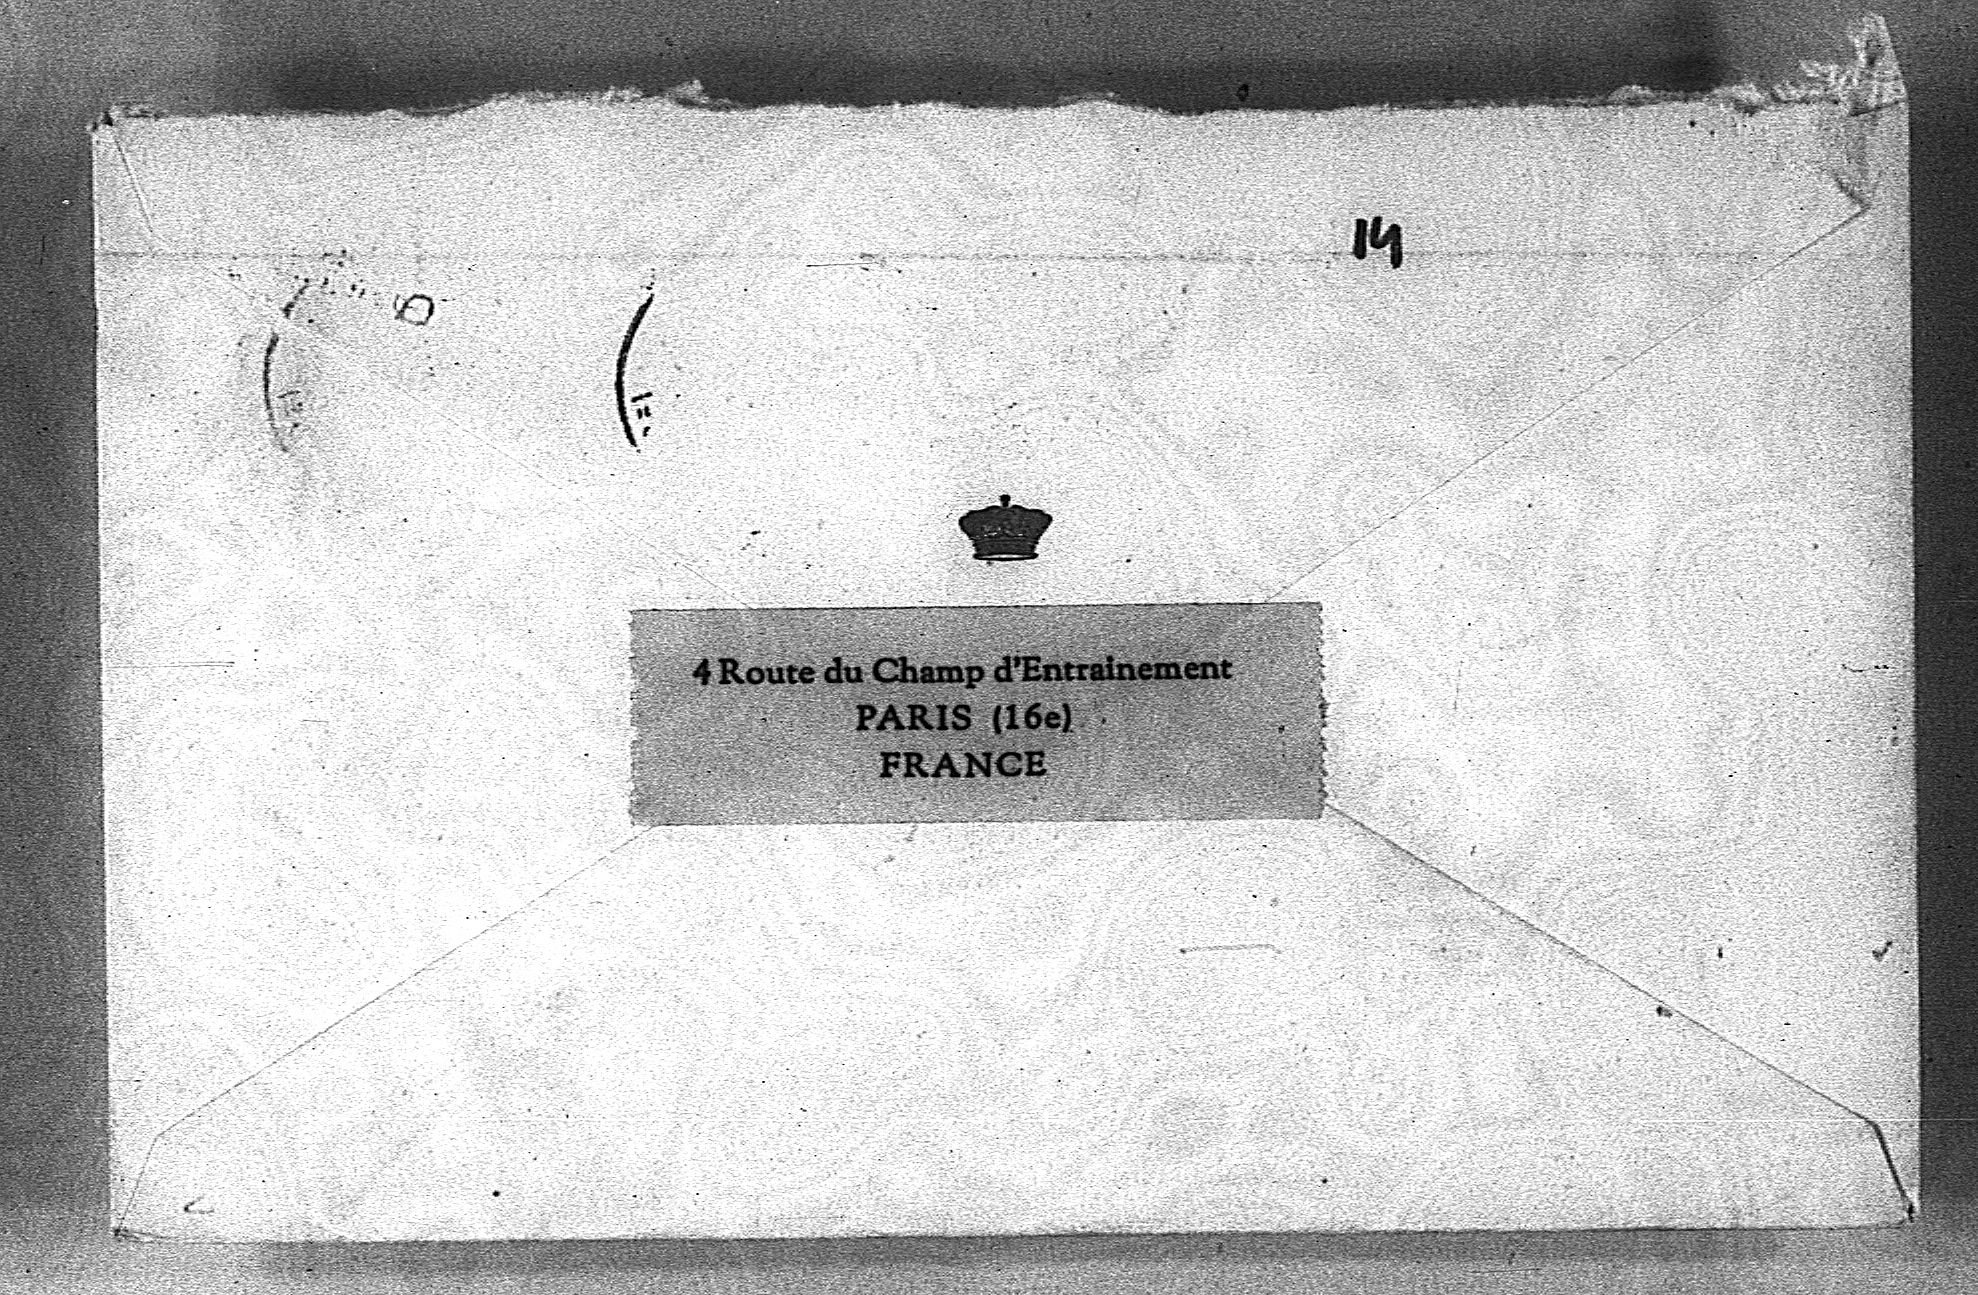 14
4 Route du Champ d'Entrainement
PARIS (16e)
FRANCE